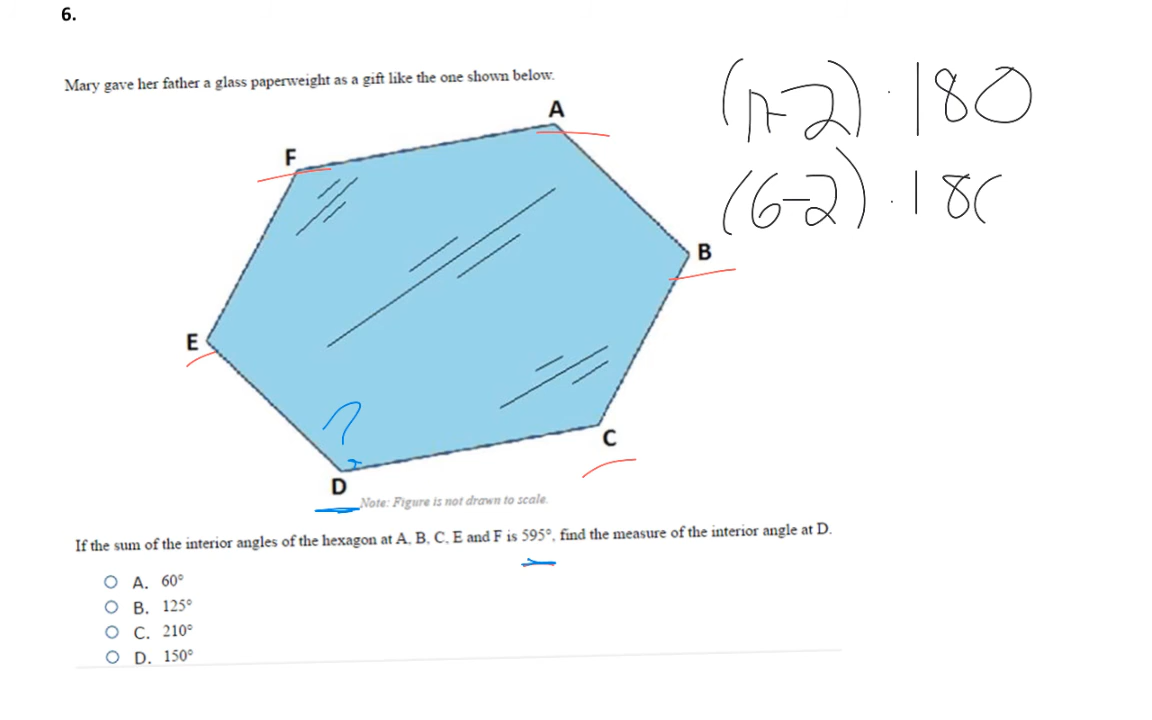 6.
Mary gave her father a glass paperweight as a gift like the one shown below.
(n-2) · 180
A
F
(6-2) · 180
B
E
?
C
D
Note: Figure is not drawn to scale.
If the sum of the interior angles of the hexagon at A, B, C, E and F is 595°, find the measure of the interior angle at D.
A. 60°
B. 125°
C. 210°
D. 150°